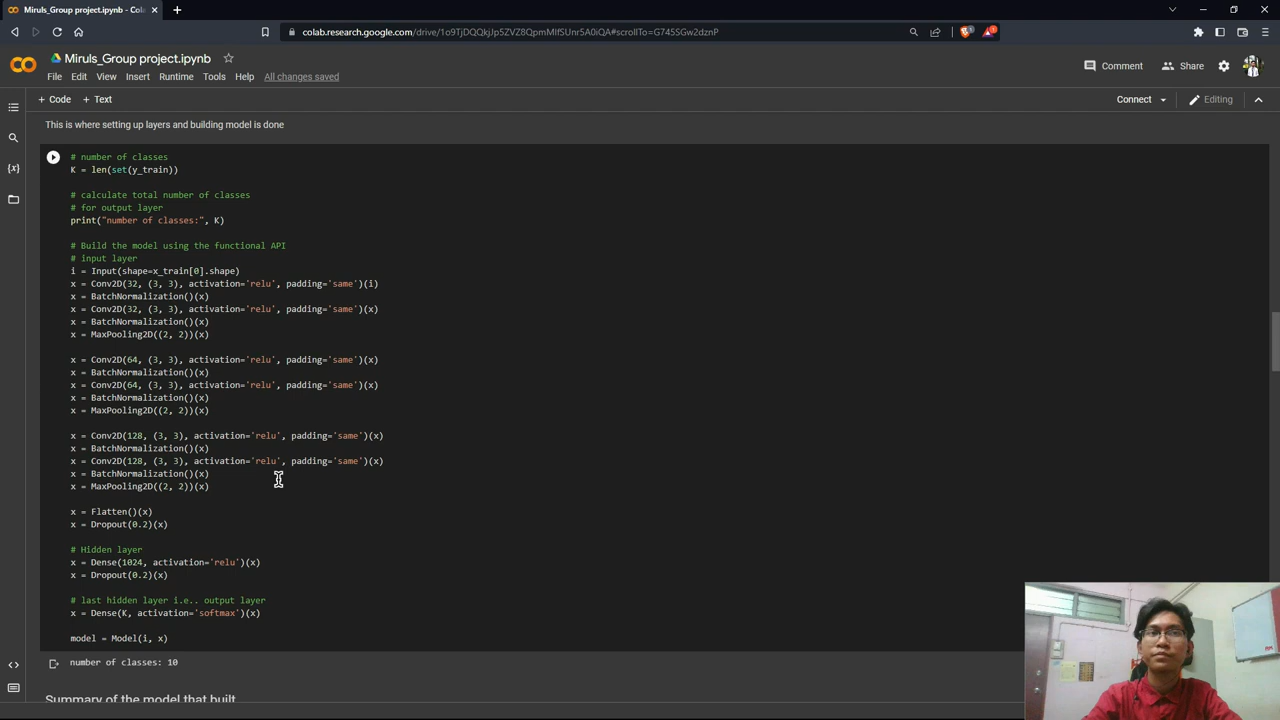 Miruls_Group project.ipynb - Col
colab.research.google.com/drive/1o9TjDQQkjJp5ZVZ8QpmMlfSUnr5A0iQA#scrollTo=G745SGw2dznP
Miruls_Group project.ipynb
File Edit View Insert Runtime Tools Help All changes saved
Comment Share
+ Code + Text
Connect Editing
This is where setting up layers and building model is done
# number of classes
K = len(set(y_train))
# calculate total number of classes
# for output layer
print("number of classes:", K)
# Build the model using the functional API
# input layer
i = Input(shape=x_train[0].shape)
x = Conv2D(32, (3, 3), activation='relu', padding='same')(i)
x = BatchNormalization()(x)
x = Conv2D(32, (3, 3), activation='relu', padding='same')(x)
x = BatchNormalization()(x)
x = MaxPooling2D((2, 2))(x)
x = Conv2D(64, (3, 3), activation='relu', padding='same')(x)
x = BatchNormalization()(x)
x = Conv2D(64, (3, 3), activation='relu', padding='same')(x)
x = BatchNormalization()(x)
x = MaxPooling2D((2, 2))(x)
x = Conv2D(128, (3, 3), activation='relu', padding='same')(x)
x = BatchNormalization()(x)
x = Conv2D(128, (3, 3), activation='relu', padding='same')(x)
x = BatchNormalization()(x)
x = MaxPooling2D((2, 2))(x)
x = Flatten()(x)
x = Dropout(0.2)(x)
# Hidden layer
x = Dense(1024, activation='relu')(x)
x = Dropout(0.2)(x)
# last hidden layer i.e.. output layer
x = Dense(K, activation='softmax')(x)
model = Model(i, x)
number of classes: 10
Summary of the model that built